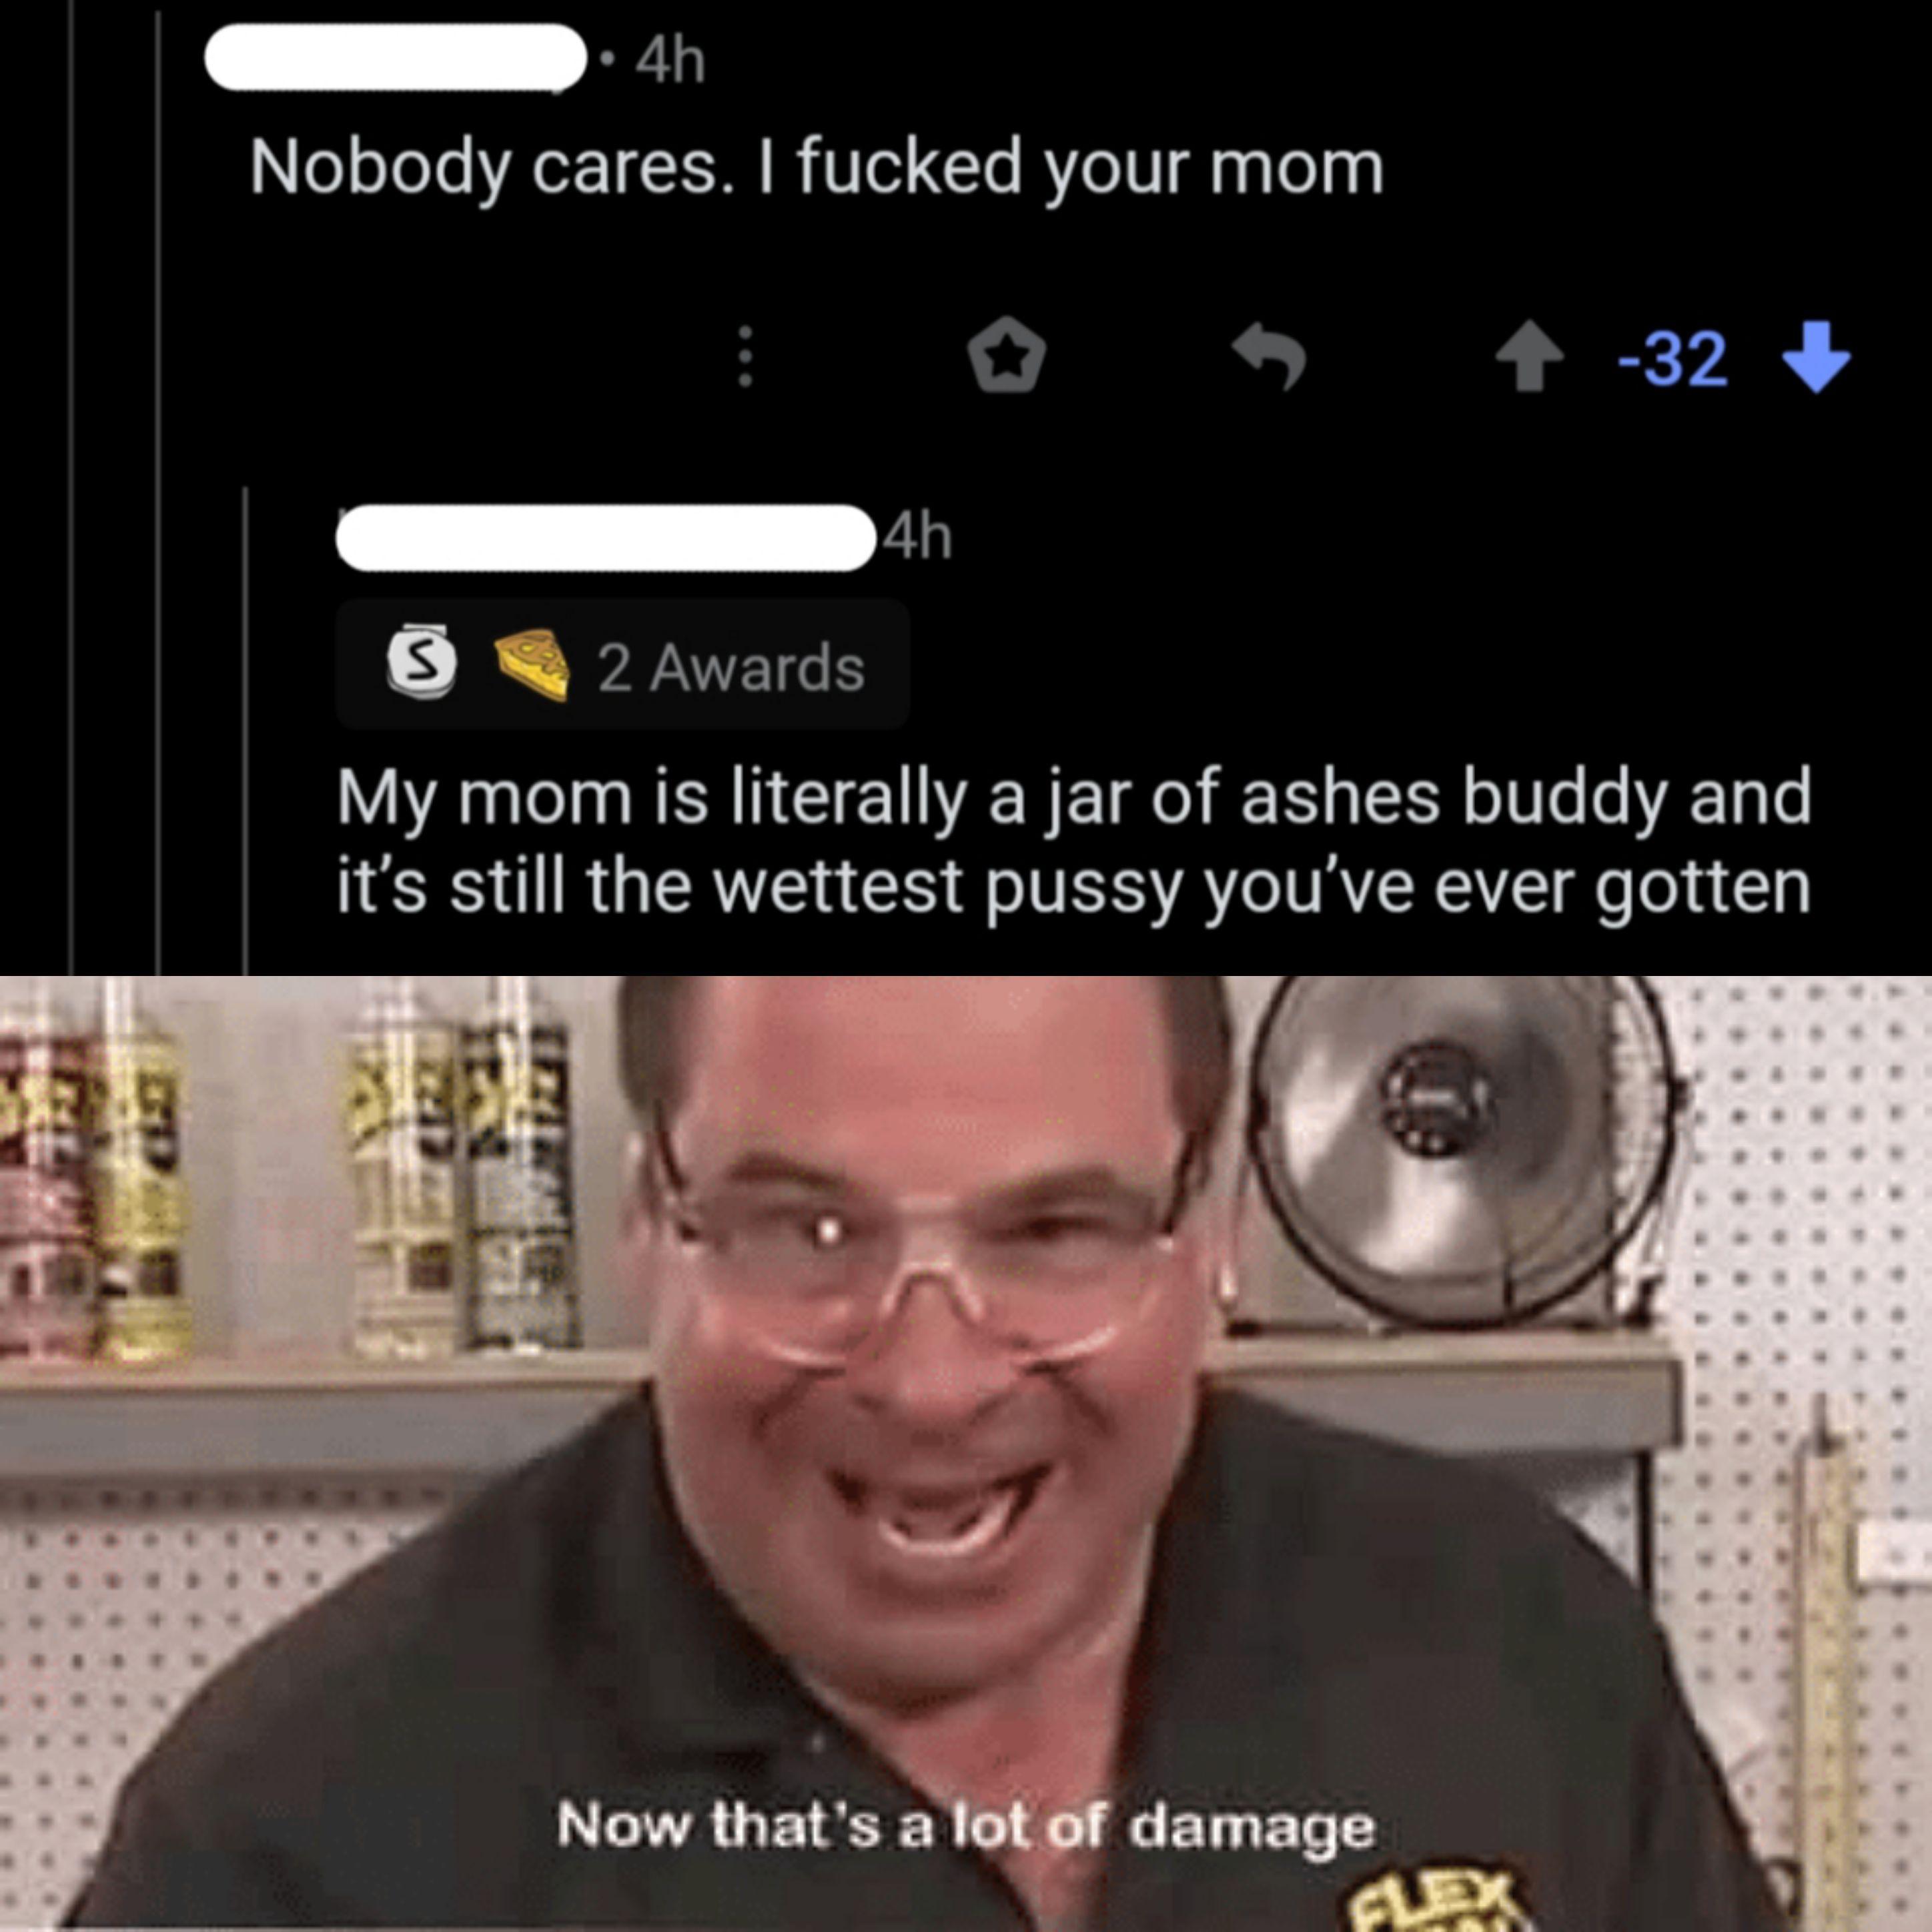 • 4h
Nobody cares. I fucked your mom
-32
4h
S 2 Awards
My mom is literally a jar of ashes buddy and
it’s still the wettest pussy you’ve ever gotten
Now that's a lot of damage
FLEX